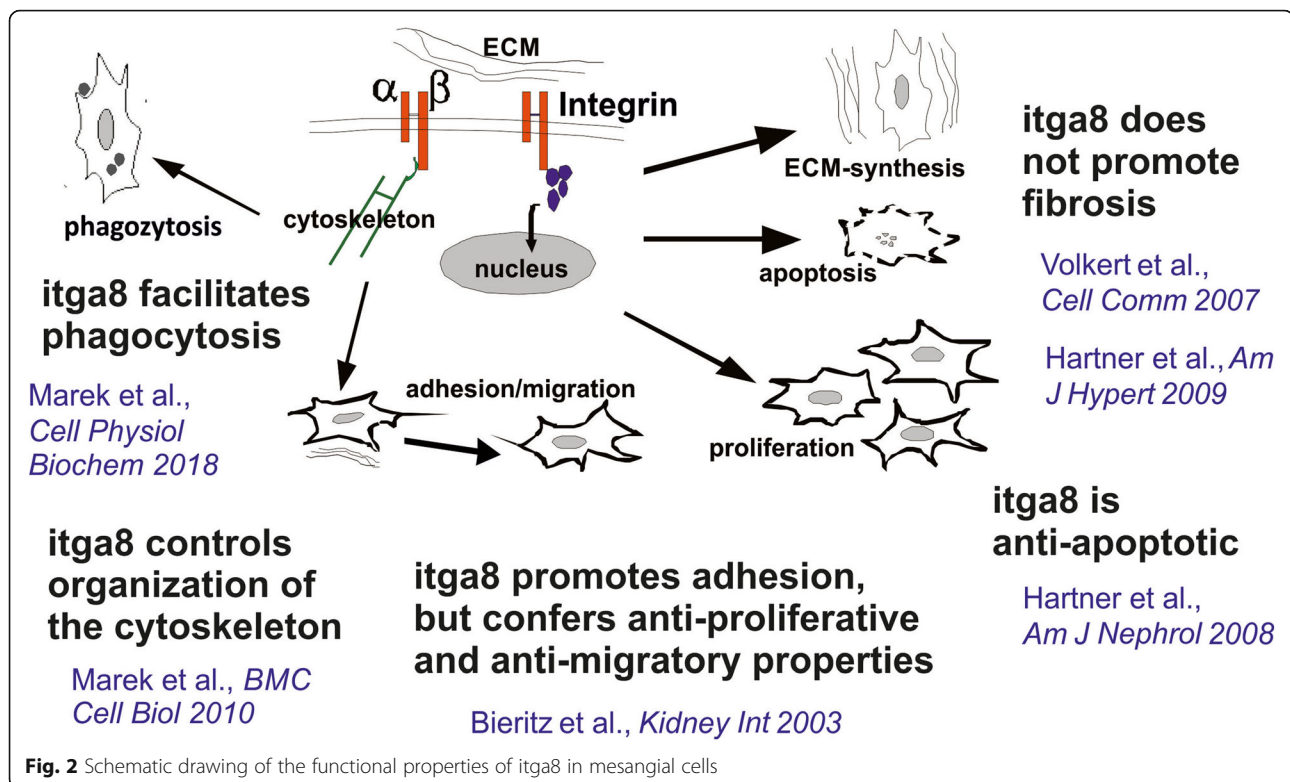 ECM
α β
Integrin
cytoskeleton
nucleus
phagozytosis
itga8 facilitates
phagocytosis
Marek et al.,
Cell Physiol
Biochem 2018
ECM-synthesis
apoptosis
itga8 does
not promote
fibrosis
Volkert et al.,
Cell Comm 2007
Hartner et al., Am
J Hypert 2009
adhesion/migration
proliferation
itga8 is
anti-apoptotic
Hartner et al.,
Am J Nephrol 2008
itga8 controls
organization of
the cytoskeleton
Marek et al., BMC
Cell Biol 2010
itga8 promotes adhesion,
but confers anti-proliferative
and anti-migratory properties
Bieritz et al., Kidney Int 2003
Fig. 2 Schematic drawing of the functional properties of itga8 in mesangial cells